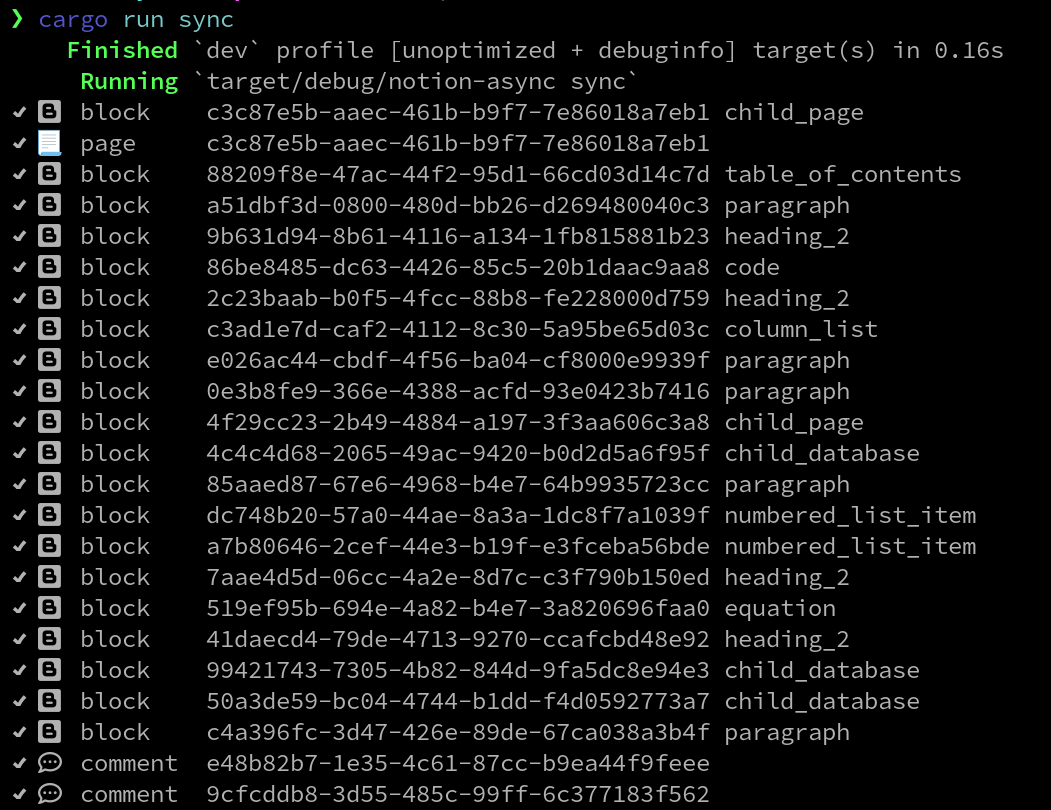 ❯ cargo run sync
Finished `dev` profile [unoptimized + debuginfo] target(s) in 0.16s
Running `target/debug/notion-async sync`
✔ B block c3c87e5b-aaec-461b-b9f7-7e86018a7eb1 child_page
✔ page c3c87e5b-aaec-461b-b9f7-7e86018a7eb1
✔ B block 88209f8e-47ac-44f2-95d1-66cd03d14c7d table_of_contents
✔ B block a51dbf3d-0800-480d-bb26-d269480040c3 paragraph
✔ B block 9b631d94-8b61-4116-a134-1fb815881b23 heading_2
✔ B block 86be8485-dc63-4426-85c5-20b1daac9aa8 code
✔ B block 2c23baab-b0f5-4fcc-88b8-fe228000d759 heading_2
✔ B block c3ad1e7d-caf2-4112-8c30-5a95be65d03c column_list
✔ B block e026ac44-cbdf-4f56-ba04-cf8000e9939f paragraph
✔ B block 0e3b8fe9-366e-4388-acfd-93e0423b7416 paragraph
✔ B block 4f29cc23-2b49-4884-a197-3f3aa606c3a8 child_page
✔ B block 4c4c4d68-2065-49ac-9420-b0d2d5a6f95f child_database
✔ B block 85aaed87-67e6-4968-b4e7-64b9935723cc paragraph
✔ B block dc748b20-57a0-44ae-8a3a-1dc8f7a1039f numbered_list_item
✔ B block a7b80646-2cef-44e3-b19f-e3fceba56bde numbered_list_item
✔ B block 7aae4d5d-06cc-4a2e-8d7c-c3f790b150ed heading_2
✔ B block 519ef95b-694e-4a82-b4e7-3a820696faa0 equation
✔ B block 41daecd4-79de-4713-9270-ccafcbd48e92 heading_2
✔ B block 99421743-7305-4b82-844d-9fa5dc8e94e3 child_database
✔ B block 50a3de59-bc04-4744-b1dd-f4d0592773a7 child_database
✔ B block c4a396fc-3d47-426e-89de-67ca038a3b4f paragraph
✔ comment e48b82b7-1e35-4c61-87cc-b9ea44f9feee
✔ comment 9cfcddb8-3d55-485c-99ff-6c377183f562